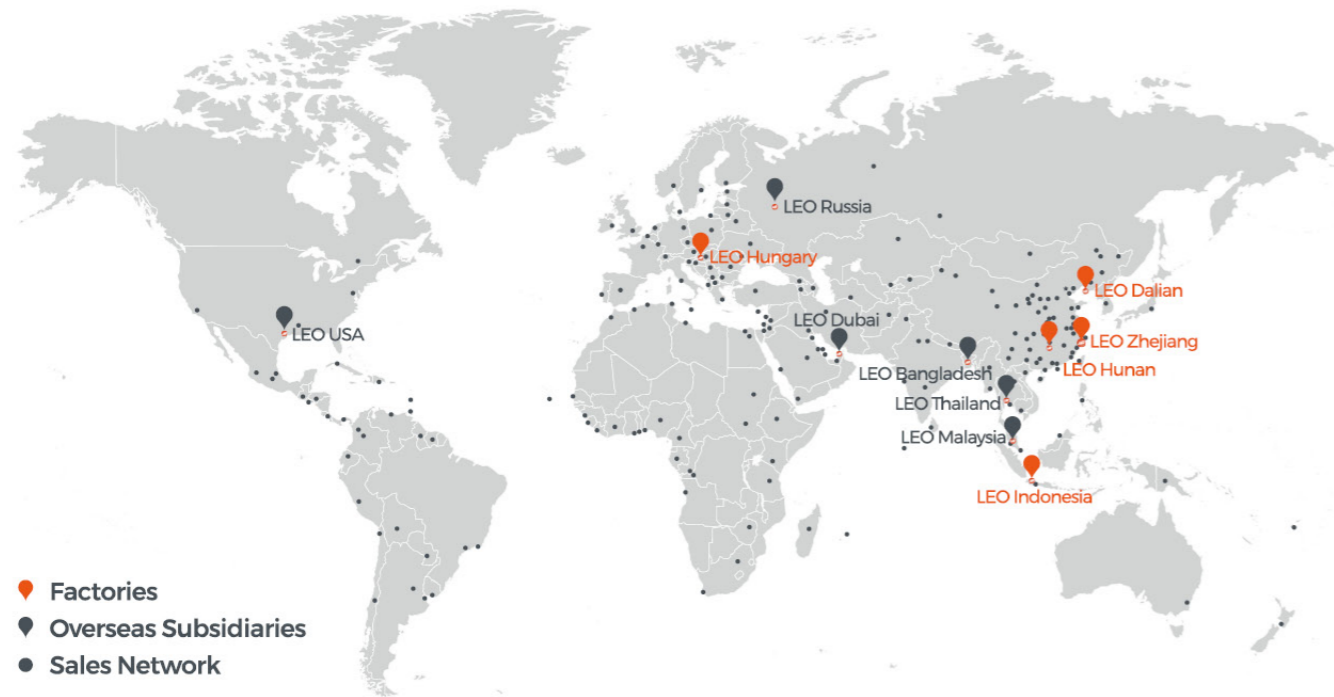 LEO Russia
LEO Hungary
LEO Dalian
LEO USA
LEO Dubai
LEO Zhejiang
LEO Bangladesh
LEO Hunan
LEO Thailand
LEO Malaysia
LEO Indonesia
Factories
Overseas Subsidiaries
Sales Network